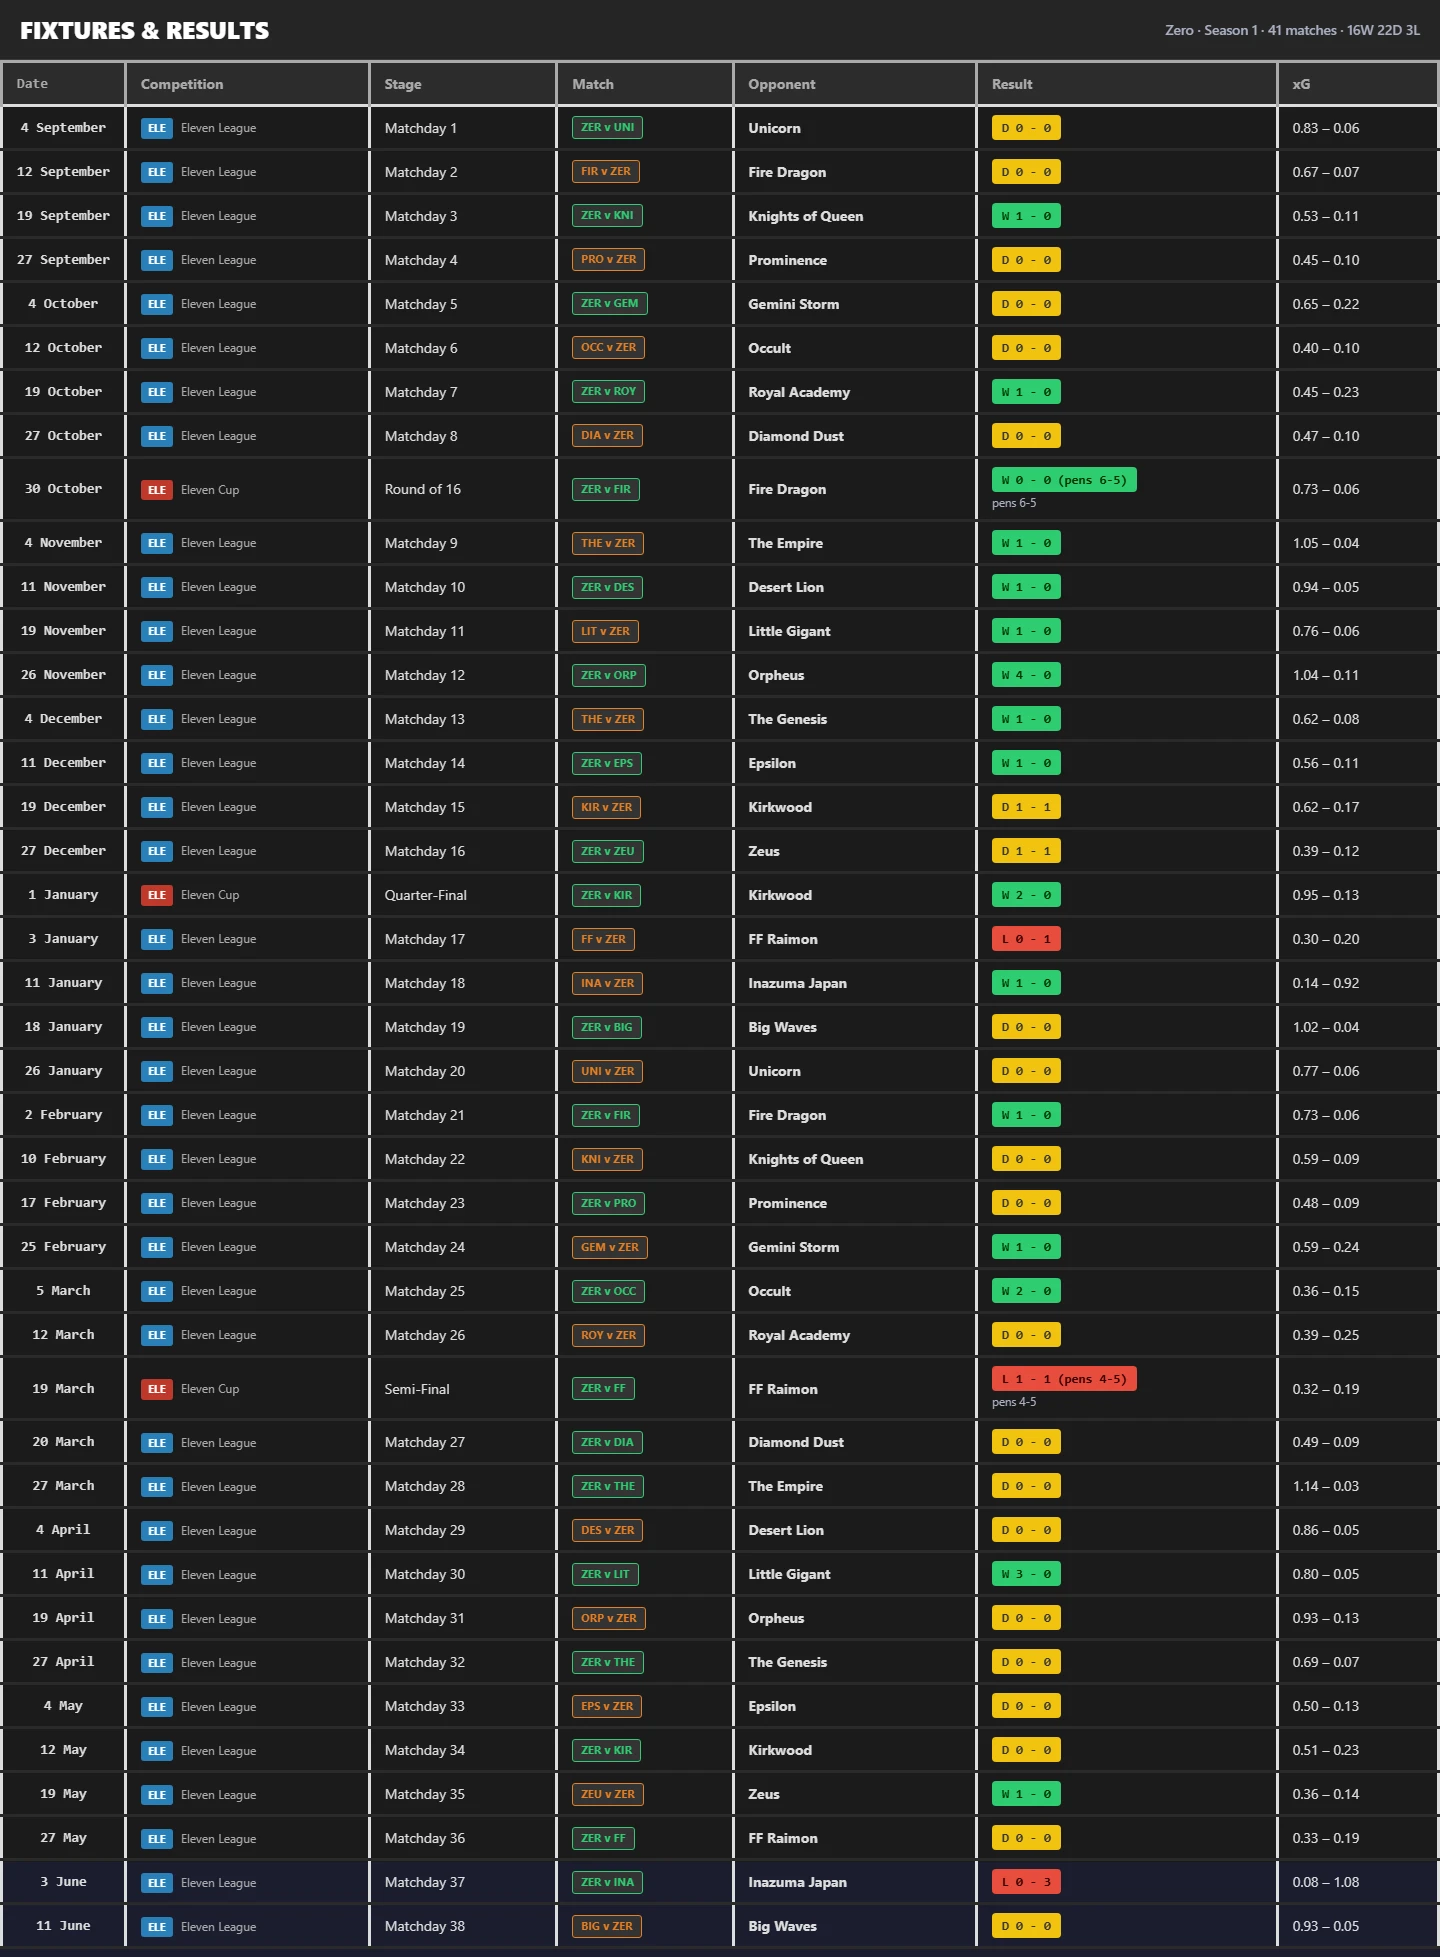 FIXTURES & RESULTS
Zero · Season 1 · 41 matches · 16W 22D 3L
Date Competition Stage Match Opponent Result xG
4 September ELE Eleven League Matchday 1 ZER v UNI Unicorn D 0 - 0 0.83 – 0.06
12 September ELE Eleven League Matchday 2 FIR v ZER Fire Dragon D 0 - 0 0.67 – 0.07
19 September ELE Eleven League Matchday 3 ZER v KNI Knights of Queen W 1 - 0 0.53 – 0.11
27 September ELE Eleven League Matchday 4 PRO v ZER Prominence D 0 - 0 0.45 – 0.10
4 October ELE Eleven League Matchday 5 ZER v GEM Gemini Storm D 0 - 0 0.65 – 0.22
12 October ELE Eleven League Matchday 6 OCC v ZER Occult D 0 - 0 0.40 – 0.10
19 October ELE Eleven League Matchday 7 ZER v ROY Royal Academy W 1 - 0 0.45 – 0.23
27 October ELE Eleven League Matchday 8 DIA v ZER Diamond Dust D 0 - 0 0.47 – 0.10
30 October ELE Eleven Cup Round of 16 ZER v FIR Fire Dragon W 0 - 0 (pens 6-5) 0.73 – 0.06
pens 6-5
4 November ELE Eleven League Matchday 9 THE v ZER The Empire W 1 - 0 1.05 – 0.04
11 November ELE Eleven League Matchday 10 ZER v DES Desert Lion W 1 - 0 0.94 – 0.05
19 November ELE Eleven League Matchday 11 LIT v ZER Little Gigant W 1 - 0 0.76 – 0.06
26 November ELE Eleven League Matchday 12 ZER v ORP Orpheus W 4 - 0 1.04 – 0.11
4 December ELE Eleven League Matchday 13 THE v ZER The Genesis W 1 - 0 0.62 – 0.08
11 December ELE Eleven League Matchday 14 ZER v EPS Epsilon W 1 - 0 0.56 – 0.11
19 December ELE Eleven League Matchday 15 KIR v ZER Kirkwood D 1 - 1 0.62 – 0.17
27 December ELE Eleven League Matchday 16 ZER v ZEU Zeus D 1 - 1 0.39 – 0.12
1 January ELE Eleven Cup Quarter-Final ZER v KIR Kirkwood W 2 - 0 0.95 – 0.13
3 January ELE Eleven League Matchday 17 FF v ZER FF Raimon L 0 - 1 0.30 – 0.20
11 January ELE Eleven League Matchday 18 INA v ZER Inazuma Japan W 1 - 0 0.14 – 0.92
18 January ELE Eleven League Matchday 19 ZER v BIG Big Waves D 0 - 0 1.02 – 0.04
26 January ELE Eleven League Matchday 20 UNI v ZER Unicorn D 0 - 0 0.77 – 0.06
2 February ELE Eleven League Matchday 21 ZER v FIR Fire Dragon W 1 - 0 0.73 – 0.06
10 February ELE Eleven League Matchday 22 KNI v ZER Knights of Queen D 0 - 0 0.59 – 0.09
17 February ELE Eleven League Matchday 23 ZER v PRO Prominence D 0 - 0 0.48 – 0.09
25 February ELE Eleven League Matchday 24 GEM v ZER Gemini Storm W 1 - 0 0.59 – 0.24
5 March ELE Eleven League Matchday 25 ZER v OCC Occult W 2 - 0 0.36 – 0.15
12 March ELE Eleven League Matchday 26 ROY v ZER Royal Academy D 0 - 0 0.39 – 0.25
19 March ELE Eleven Cup Semi-Final ZER v FF FF Raimon L 1 - 1 (pens 4-5) 0.32 – 0.19
pens 4-5
20 March ELE Eleven League Matchday 27 ZER v DIA Diamond Dust D 0 - 0 0.49 – 0.09
27 March ELE Eleven League Matchday 28 ZER v THE The Empire D 0 - 0 1.14 – 0.03
4 April ELE Eleven League Matchday 29 DES v ZER Desert Lion D 0 - 0 0.86 – 0.05
11 April ELE Eleven League Matchday 30 ZER v LIT Little Gigant W 3 - 0 0.80 – 0.05
19 April ELE Eleven League Matchday 31 ORP v ZER Orpheus D 0 - 0 0.93 – 0.13
27 April ELE Eleven League Matchday 32 ZER v THE The Genesis D 0 - 0 0.69 – 0.07
4 May ELE Eleven League Matchday 33 EPS v ZER Epsilon D 0 - 0 0.50 – 0.13
12 May ELE Eleven League Matchday 34 ZER v KIR Kirkwood D 0 - 0 0.51 – 0.23
19 May ELE Eleven League Matchday 35 ZEU v ZER Zeus W 1 - 0 0.36 – 0.14
27 May ELE Eleven League Matchday 36 ZER v FF FF Raimon D 0 - 0 0.33 – 0.19
3 June ELE Eleven League Matchday 37 ZER v INA Inazuma Japan L 0 - 3 0.08 – 1.08
11 June ELE Eleven League Matchday 38 BIG v ZER Big Waves D 0 - 0 0.93 – 0.05